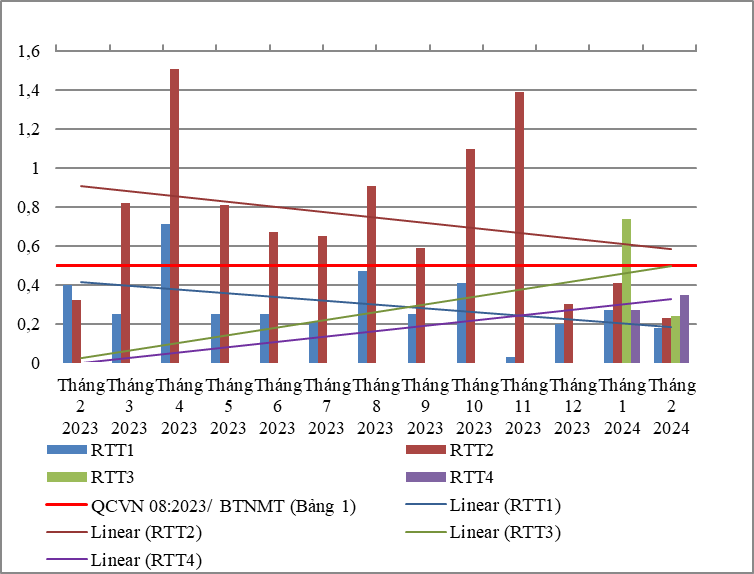 1,6
1,4
1,2
1
0,8
0,6
0,4
0,2
0
Tháng Tháng Tháng Tháng Tháng Tháng Tháng Tháng Tháng Tháng Tháng Tháng Tháng
2 3 4 5 6 7 8 9 10 11 12 1 2
2023 2023 2023 2023 2023 2023 2023 2023 2023 2023 2023 2024 2024
RTT1 RTT2
RTT3 RTT4
QCVN 08:2023/ BTNMT (Bảng 1) Linear (RTT1)
Linear (RTT2) Linear (RTT3)
Linear (RTT4)